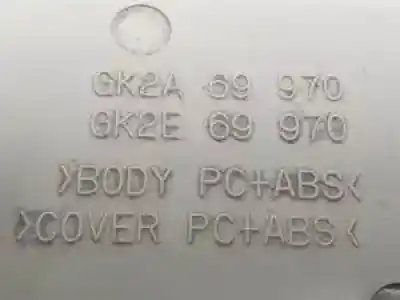 GK2A 69 970
GK2E 69 970
>BODY PC+ABS<
>COVER PC+ABS<